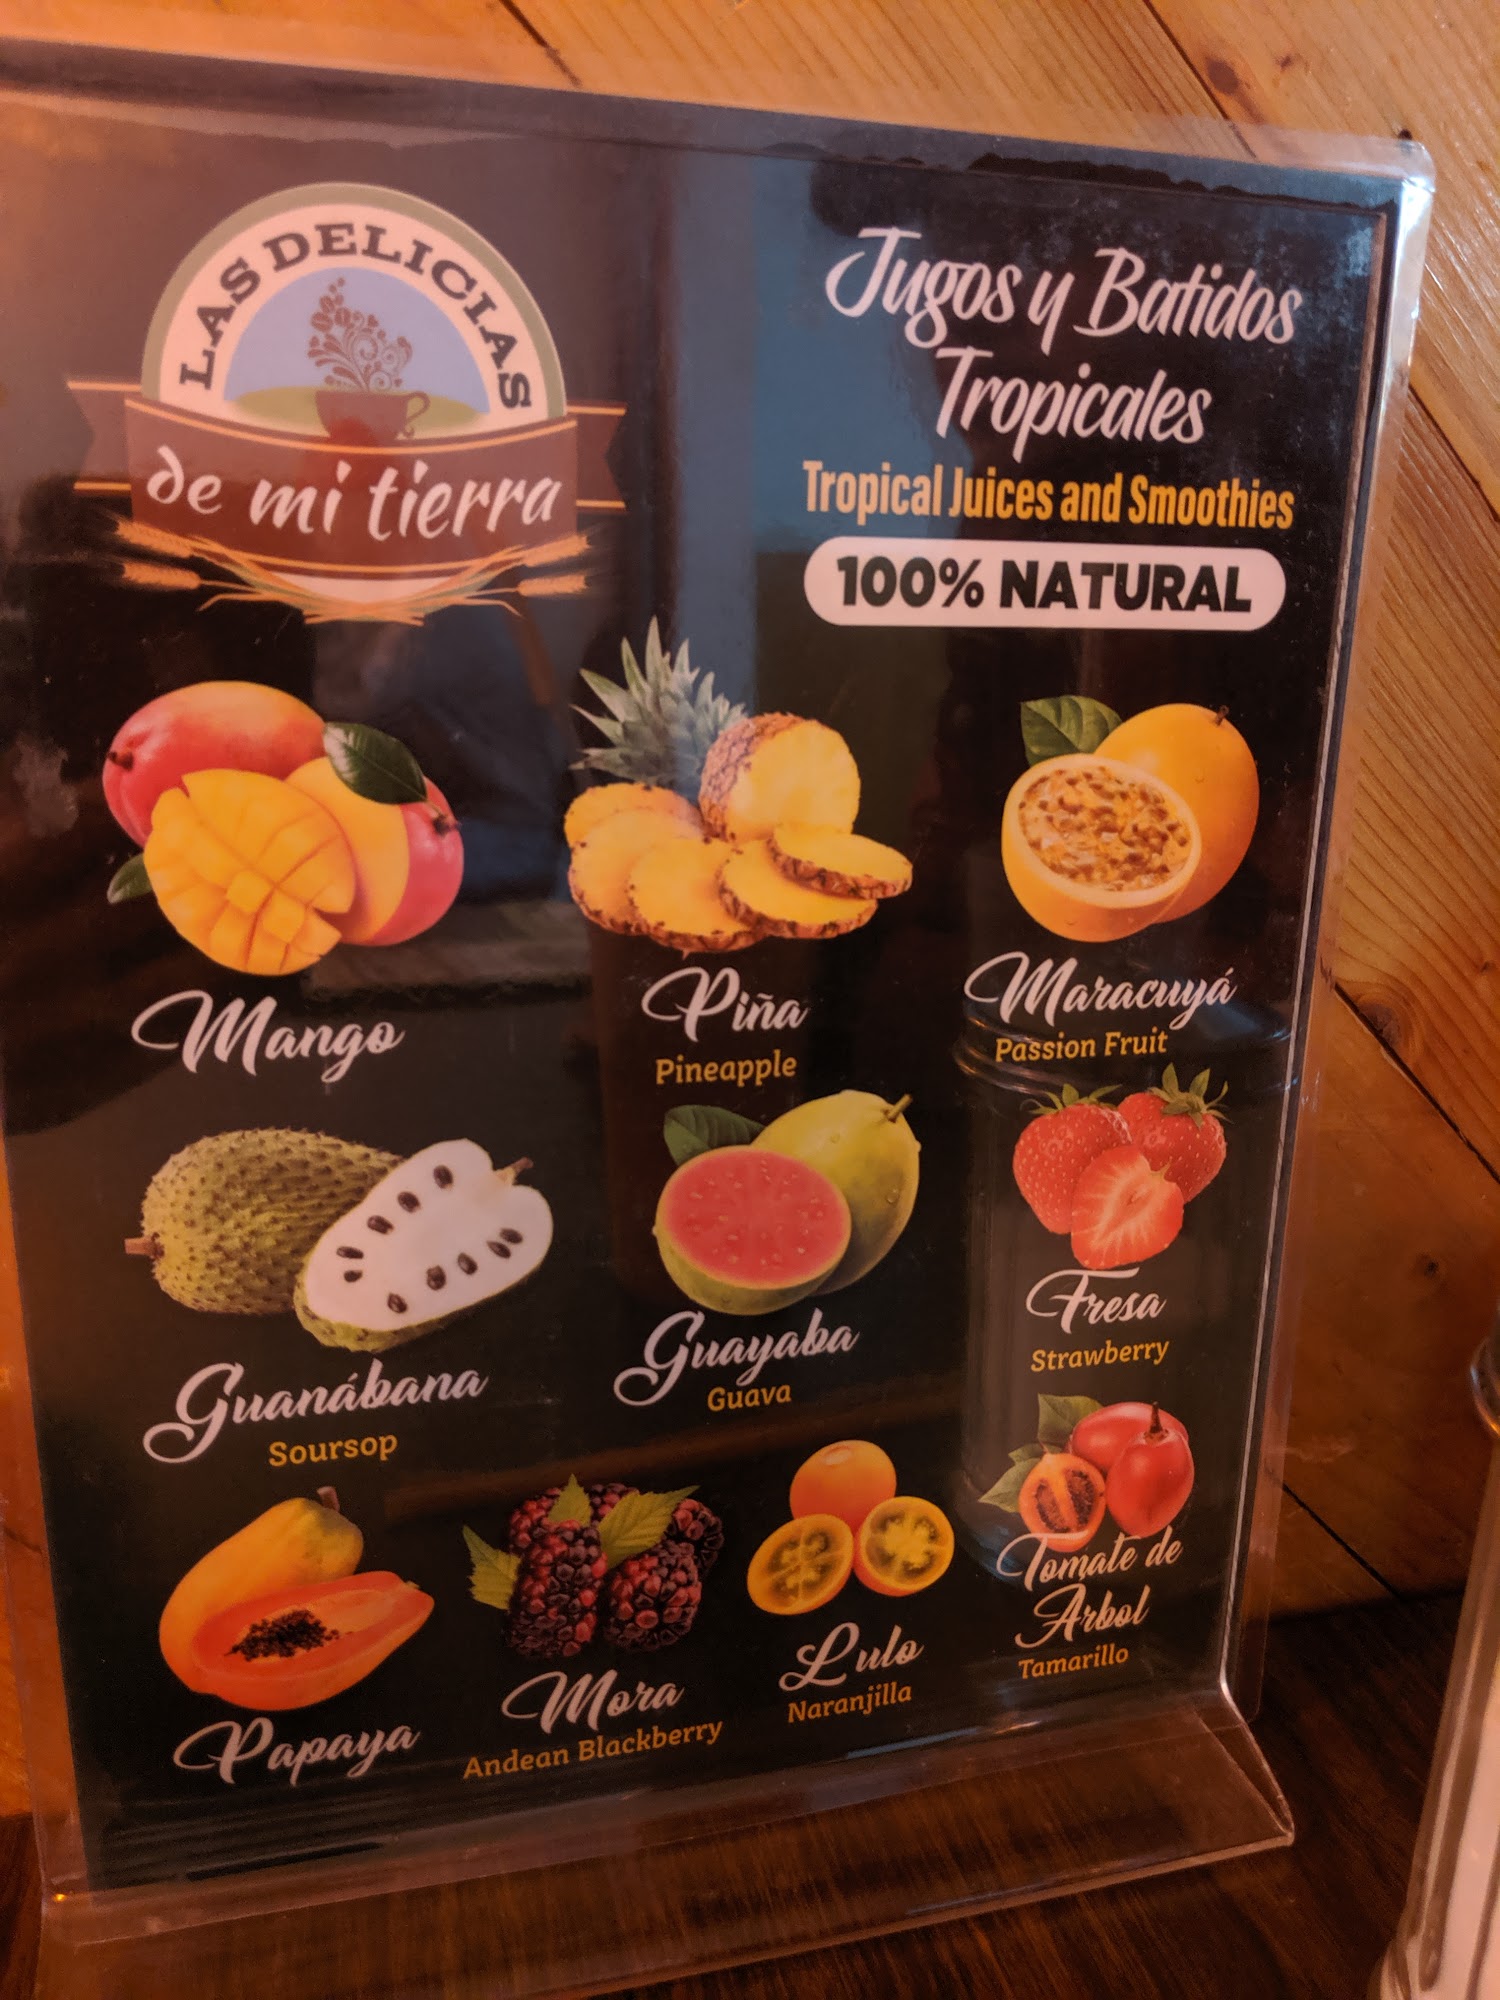 LAS DELICIAS
de mi tierra
Jugos y Batidos
Tropicales
Tropical Juices and Smoothies
100% NATURAL
Mango
Piña
Pineapple
Maracuyá
Passion Fruit
Guanábana
Soursop
Guayaba
Guava
Fresa
Strawberry
Papaya
Mora
Andean Blackberry
Lulo
Naranjilla
Tomate de
Arbol
Tamarillo